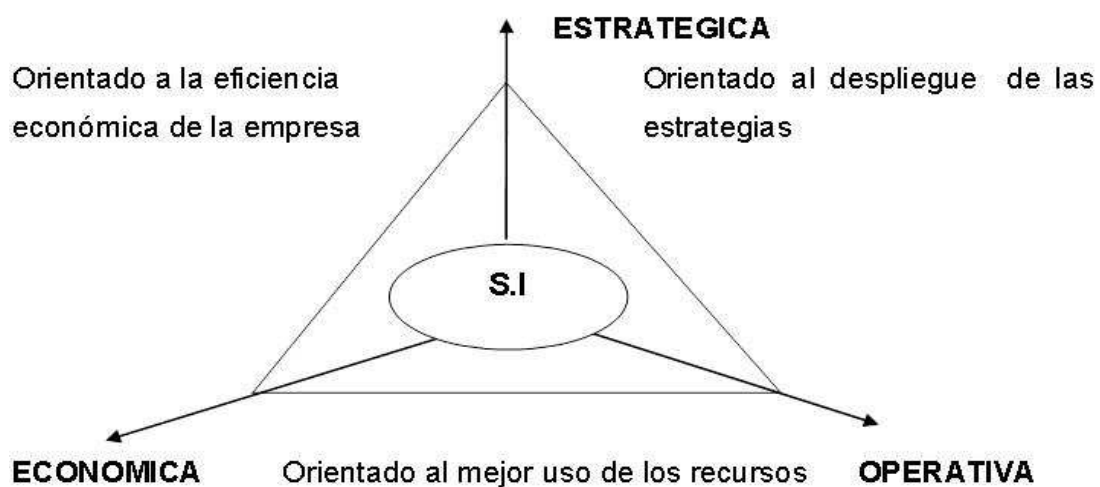 ESTRATEGICA
Orientado a la eficiencia
económica de la empresa
Orientado al despliegue de las
estrategias
S.I
ECONOMICA
Orientado al mejor uso de los recursos
OPERATIVA